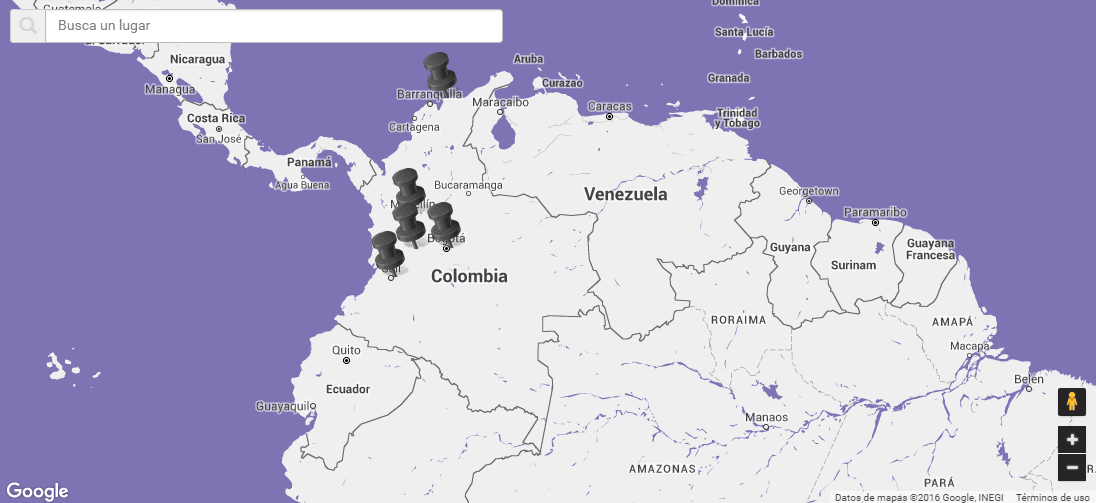 Dominica
Guatemala
Busca un lugar
Santa Lucía
El Salvador
Barbados
Nicaragua
Aruba
Managua
Granada
Curazao
Barranquilla
Maracaibo
Caracas
Costa Rica
Trinidad
y Tobago
Cartagena
San José
Panamá
Agua Buena
Bucaramanga
Venezuela
Georgetown
Medellín
Paramaribo
Bogotá
Guyana
Guayana
Francesa
Surinam
Cali
Colombia
RORAIMA
AMAPÁ
Quito
Macapá
Ecuador
Belén
Guayaquil
Manaos
AMAZONAS
PARÁ
Google
Datos de mapas ©2016 Google, INEGI
Términos de uso